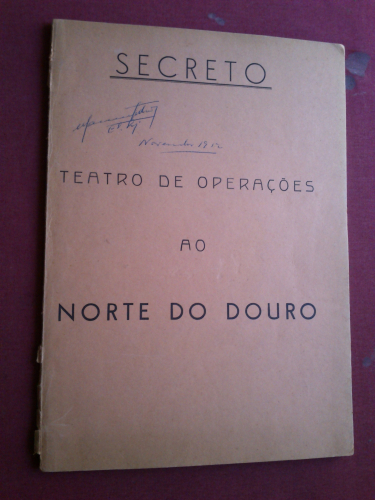 SECRETO
TEATRO DE OPERAÇÕES
AO
NORTE DO DOURO